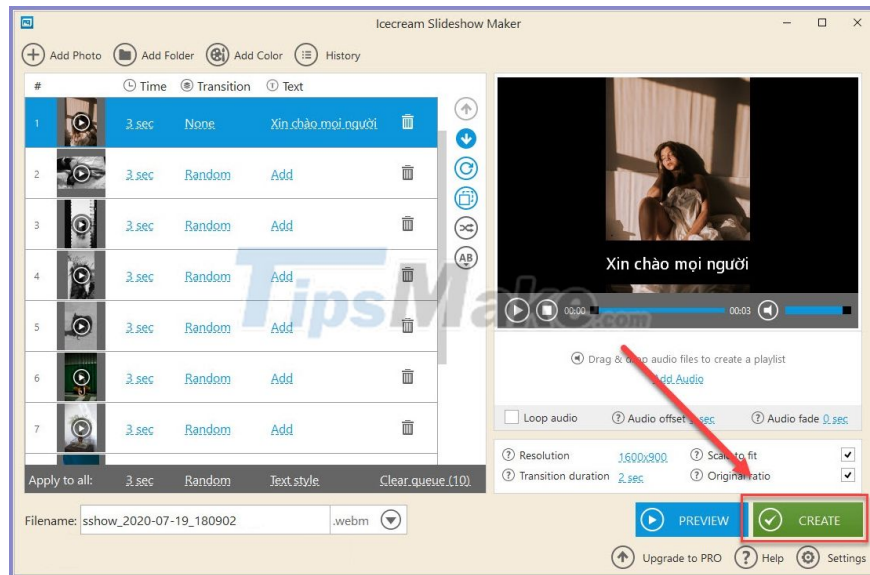 Icecream Slideshow Maker
Add Photo Add Folder Add Color History
# Time Transition Text
1 3 sec None Xin chào mọi người
2 3 sec Random Add
3 3 sec Random Add
4 3 sec Random Add
5 3 sec Random Add
6 3 sec Random Add
7 3 sec Random Add
Apply to all: 3 sec Random Text style Clear queue (10)
AB
Xin chào mọi người
00:00 00:03
TipsMake.com
Drag & drop audio files to create a playlist
Add Audio
Loop audio Audio offset sec Audio fade 0 sec
Resolution 1600x900 Scale to fit
Transition duration 2 sec Original ratio
Filename: sshow_2020-07-19_180902 .webm
PREVIEW CREATE
Upgrade to PRO Help Settings